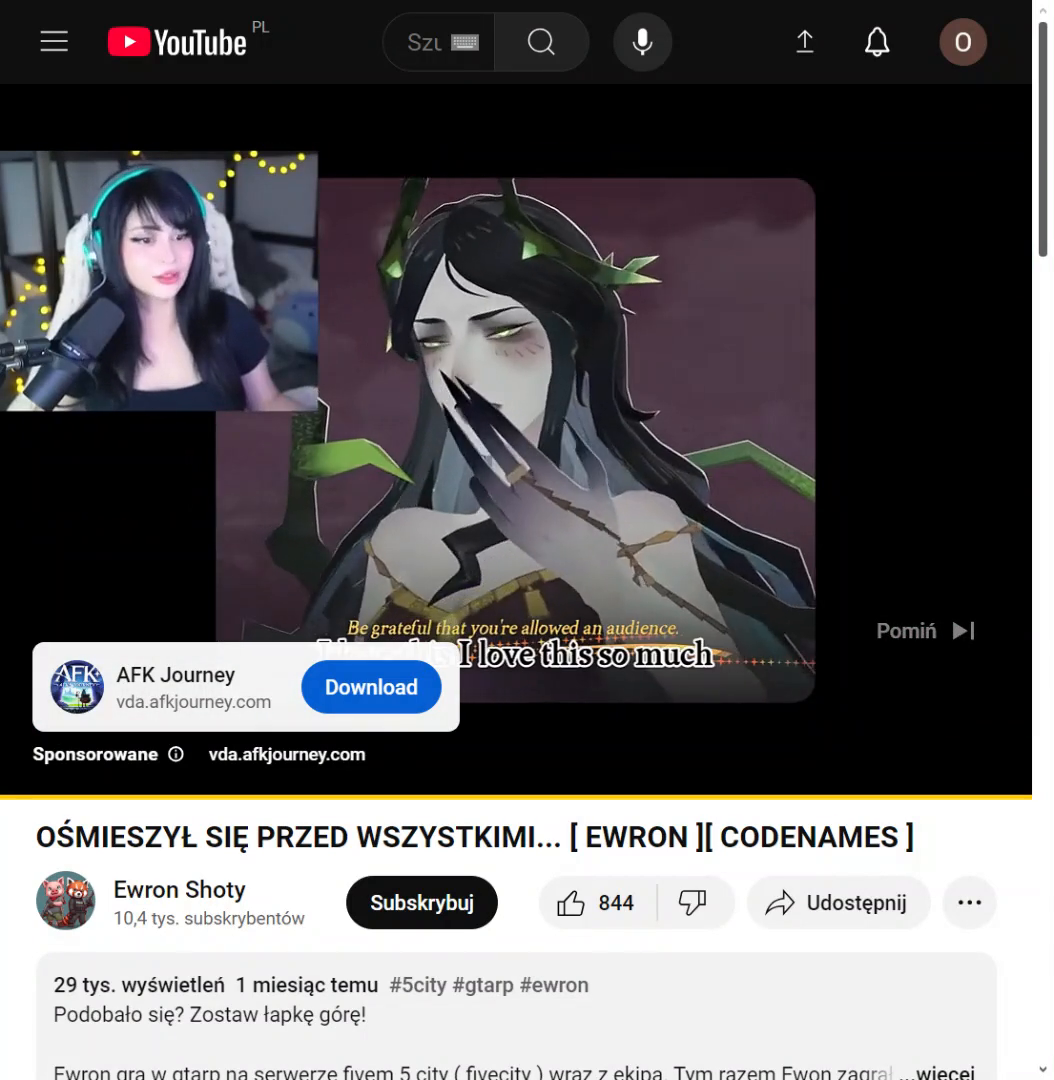 YouTube PL
Szu
O
Be grateful that you're allowed an audience.
I love this so much
Pomiń
AFK
AFK Journey
vda.afkjourney.com
Download
Sponsorowane vda.afkjourney.com
OŚMIESZYŁ SIĘ PRZED WSZYSTKIMI... [ EWRON ][ CODENAMES ]
Ewron Shoty
10,4 tys. subskrybentów
Subskrybuj
844
Udostępnij
29 tys. wyświetleń 1 miesiąc temu #5city #gtarp #ewron
Podobało się? Zostaw łapkę górę!
Ewron gra w gtarp na serwerze fivem 5 city ( fivecity ) wraz z ekipą. Tym razem Ewon zagrał ...więcej